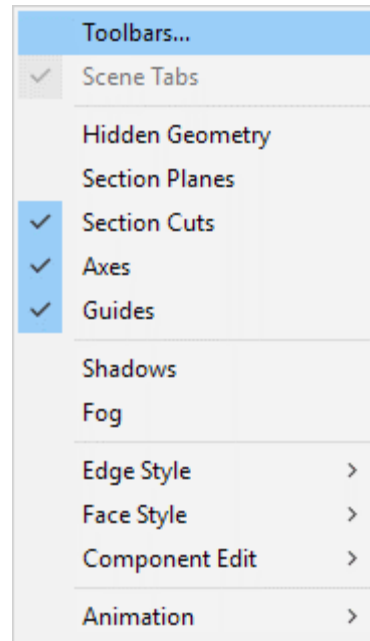 Toolbars...
Scene Tabs
Hidden Geometry
Section Planes
Section Cuts
Axes
Guides
Shadows
Fog
Edge Style
Face Style
Component Edit
Animation